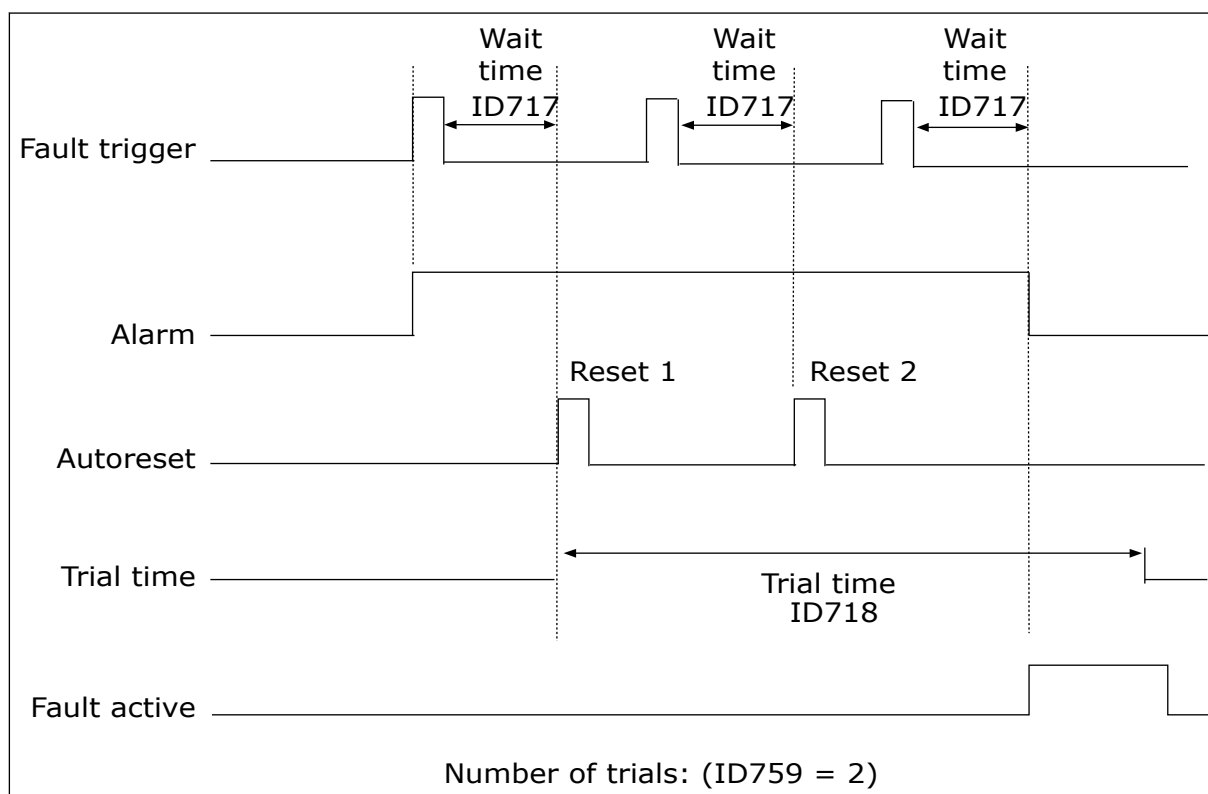 Wait
time
ID717
Wait
time
ID717
Wait
time
ID717
Fault trigger
Alarm
Reset 1
Reset 2
Autoreset
Trial time
Trial time
ID718
Fault active
Number of trials: (ID759 = 2)